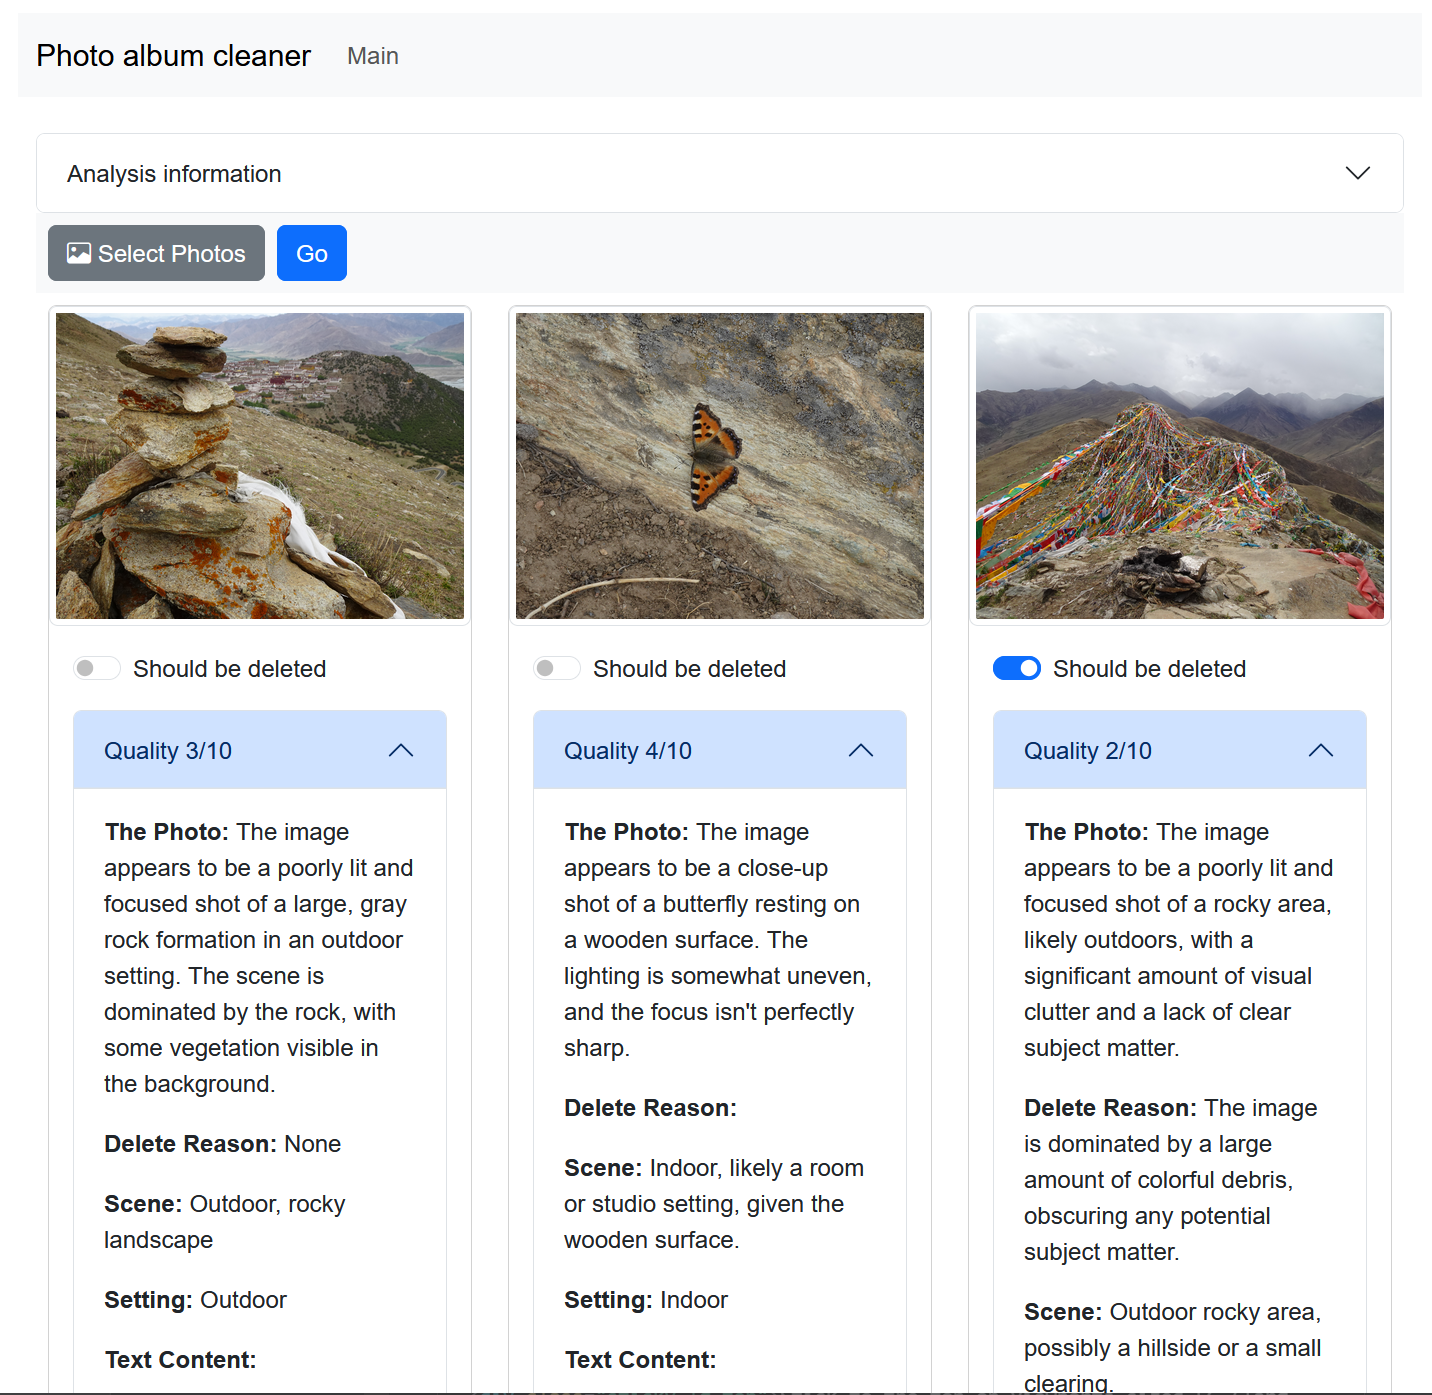 Photo album cleaner Main
Analysis information
Select Photos Go
Should be deleted
Quality 3/10
The Photo: The image
appears to be a poorly lit and
focused shot of a large, gray
rock formation in an outdoor
setting. The scene is
dominated by the rock, with
some vegetation visible in
the background.
Delete Reason: None
Scene: Outdoor, rocky
landscape
Setting: Outdoor
Text Content:
Should be deleted
Quality 4/10
The Photo: The image
appears to be a close-up
shot of a butterfly resting on
a wooden surface. The
lighting is somewhat uneven,
and the focus isn't perfectly
sharp.
Delete Reason:
Scene: Indoor, likely a room
or studio setting, given the
wooden surface.
Setting: Indoor
Text Content:
Should be deleted
Quality 2/10
The Photo: The image
appears to be a poorly lit and
focused shot of a rocky area,
likely outdoors, with a
significant amount of visual
clutter and a lack of clear
subject matter.
Delete Reason: The image
is dominated by a large
amount of colorful debris,
obscuring any potential
subject matter.
Scene: Outdoor rocky area,
possibly a hillside or a small
clearing.